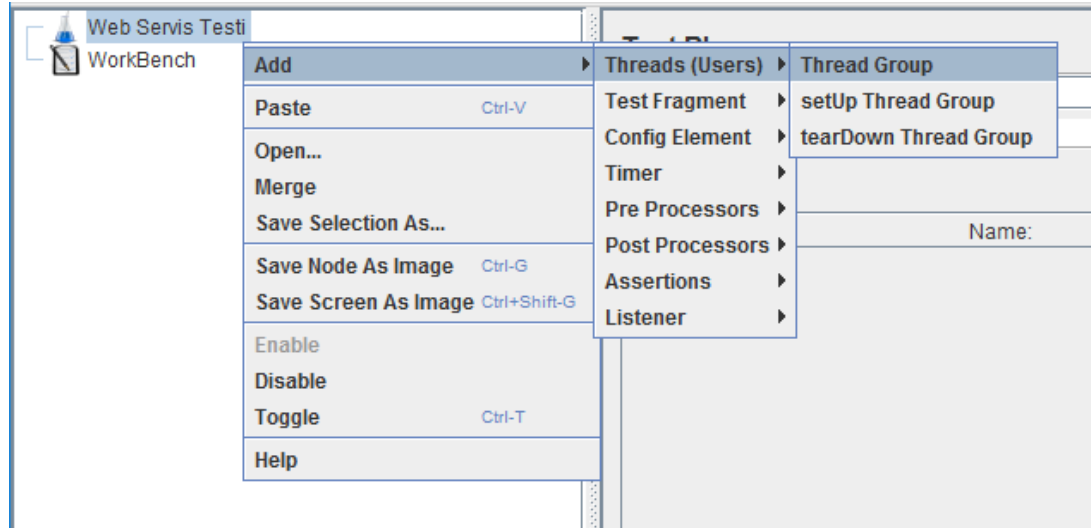 Web Servis Testi
WorkBench
Add
Paste Ctrl-V
Open...
Merge
Save Selection As...
Save Node As Image Ctrl-G
Save Screen As Image Ctrl+Shift-G
Enable
Disable
Toggle Ctrl-T
Help
Threads (Users)
Test Fragment
Config Element
Timer
Pre Processors
Post Processors
Assertions
Listener
Thread Group
setUp Thread Group
tearDown Thread Group
Name: